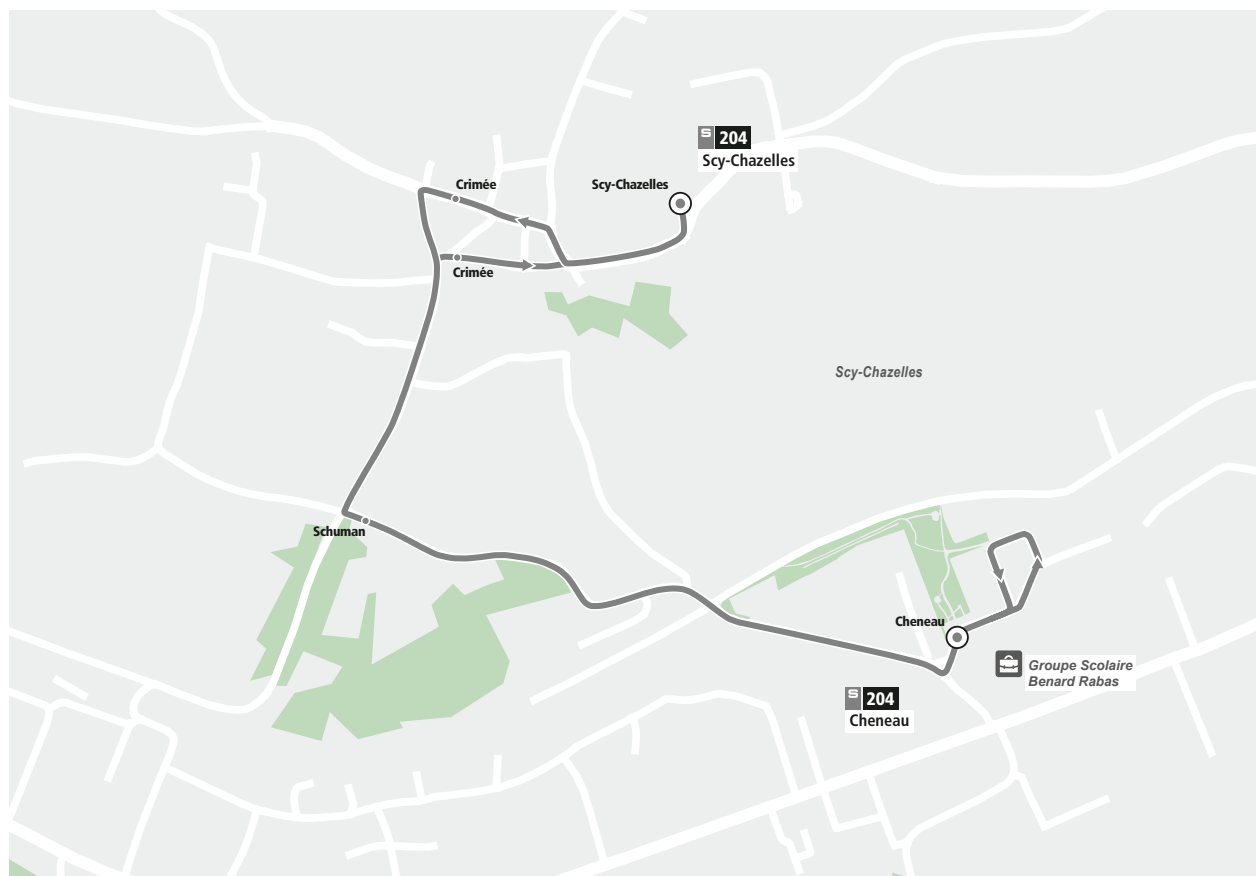 S 204
Scy-Chazelles
Crimée
Scy-Chazelles
Crimée
Scy-Chazelles
Schuman
Cheneau
Groupe Scolaire
Benard Rabas
S 204
Cheneau